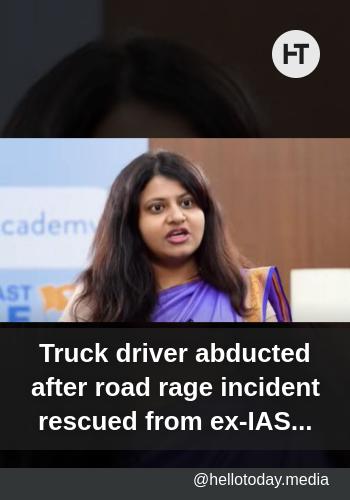 HT
cademy
AST
E
Truck driver abducted
after road rage incident
rescued from ex-IAS...
@hellotoday.media